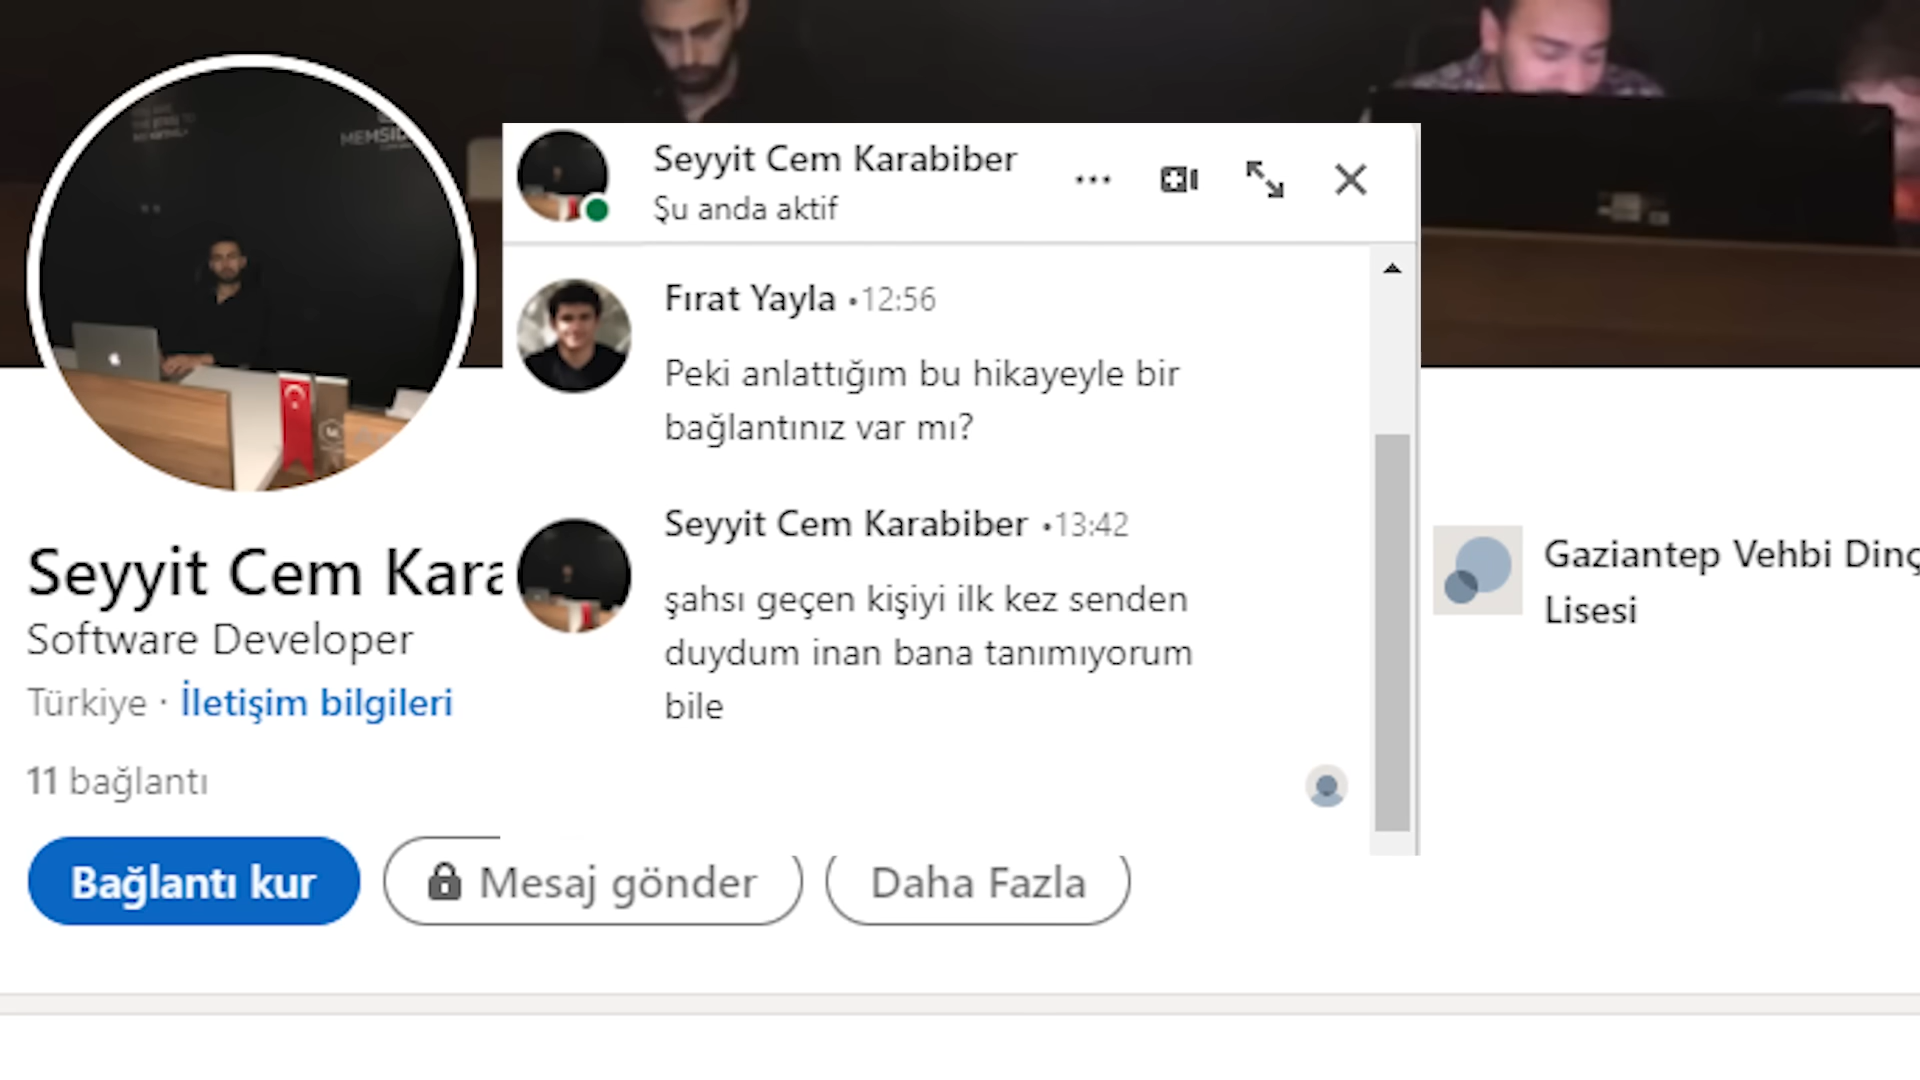 Seyyit Cem Karabiber
Şu anda aktif
Fırat Yayla •12:56
Peki anlattığım bu hikayeyle bir
bağlantınız var mı?
Seyyit Cem Karabiber •13:42
şahsı geçen kişiyi ilk kez senden
duydum inan bana tanımıyorum
bile
Seyyit Cem Kara
Software Developer
Türkiye · İletişim bilgileri
11 bağlantı
Bağlantı kur
Mesaj gönder
Daha Fazla
Gaziantep Vehbi Dinç
Lisesi